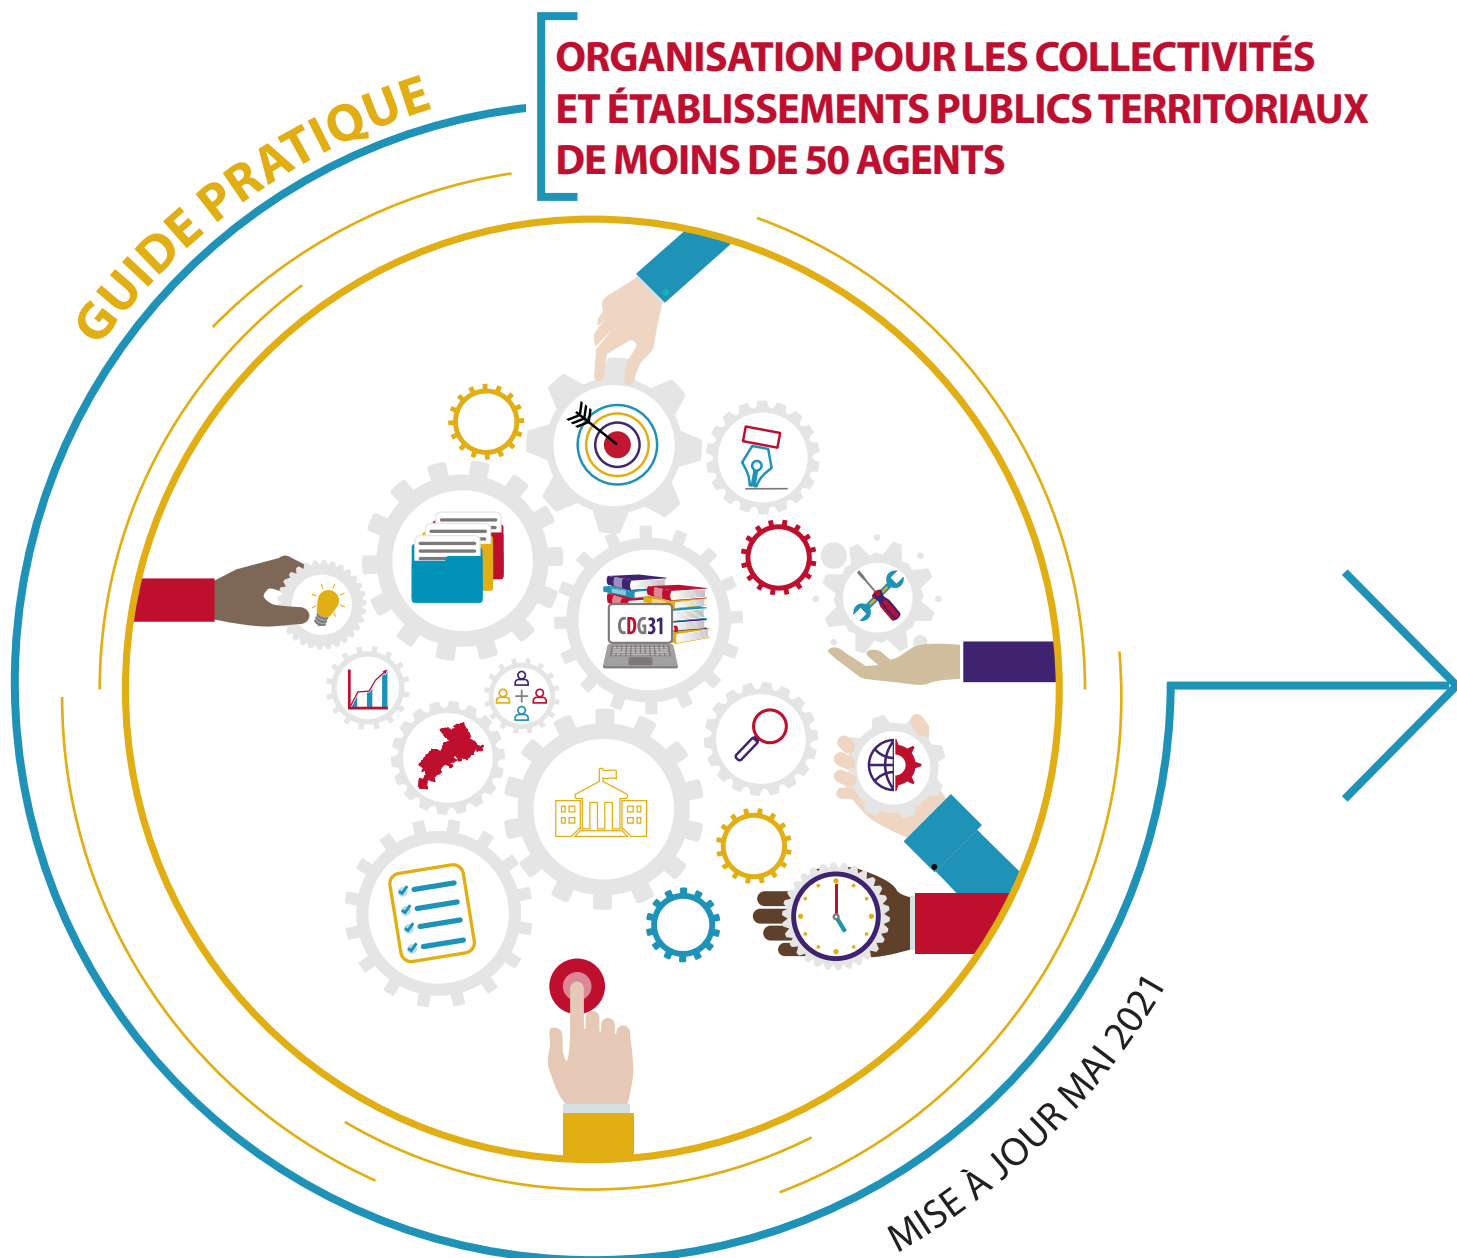 ORGANISATION POUR LES COLLECTIVITÉS
ET ÉTABLISSEMENTS PUBLICS TERRITORIAUX
DE MOINS DE 50 AGENTS
GUIDE PRATIQUE
CDG31
MISE À JOUR MAI 2021